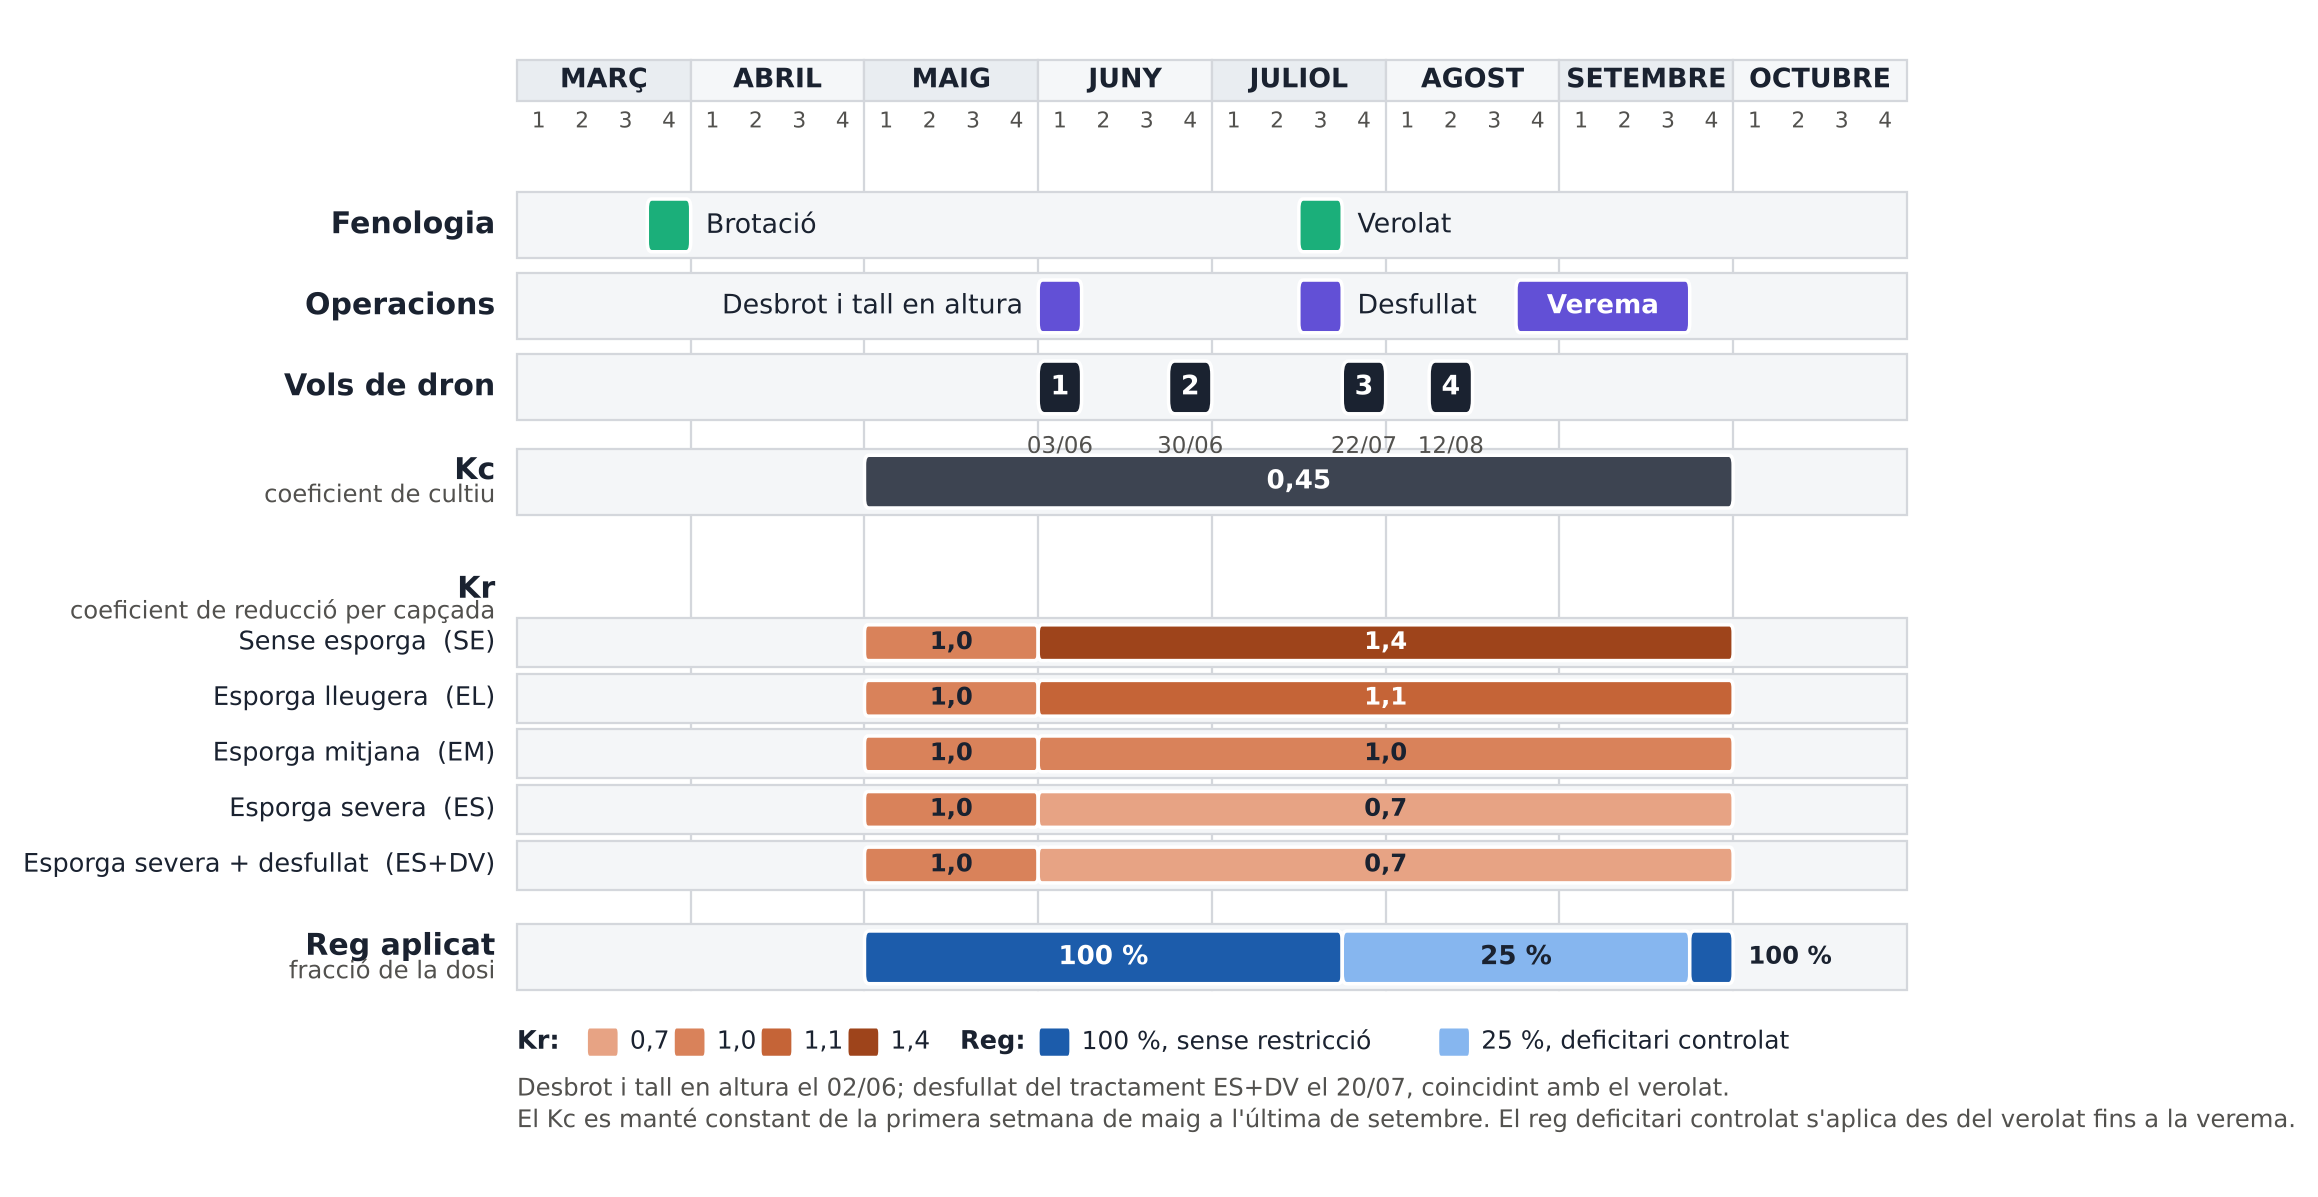 MARÇ ABRIL MAIG JUNY JULIOL AGOST SETEMBRE OCTUBRE
1 2 3 4 1 2 3 4 1 2 3 4 1 2 3 4 1 2 3 4 1 2 3 4 1 2 3 4 1 2 3 4
Fenologia Brotació Verolat
Operacions Desbrot i tall en altura Desfullat Verema
Vols de dron 1 2 3 4
03/06 30/06 22/07 12/08
Kc 0,45
coeficient de cultiu
Kr
coeficient de reducció per capçada
Sense esporga (SE) 1,0 1,4
Esporga lleugera (EL) 1,0 1,1
Esporga mitjana (EM) 1,0 1,0
Esporga severa (ES) 1,0 0,7
Esporga severa + desfullat (ES+DV) 1,0 0,7
Reg aplicat 100 % 25 % 100 %
fracció de la dosi
Kr: 0,7 1,0 1,1 1,4 Reg: 100 %, sense restricció 25 %, deficitari controlat
Desbrot i tall en altura el 02/06; desfullat del tractament ES+DV el 20/07, coincidint amb el verolat.
El Kc es manté constant de la primera setmana de maig a l'última de setembre. El reg deficitari controlat s'aplica des del verolat fins a la verema.